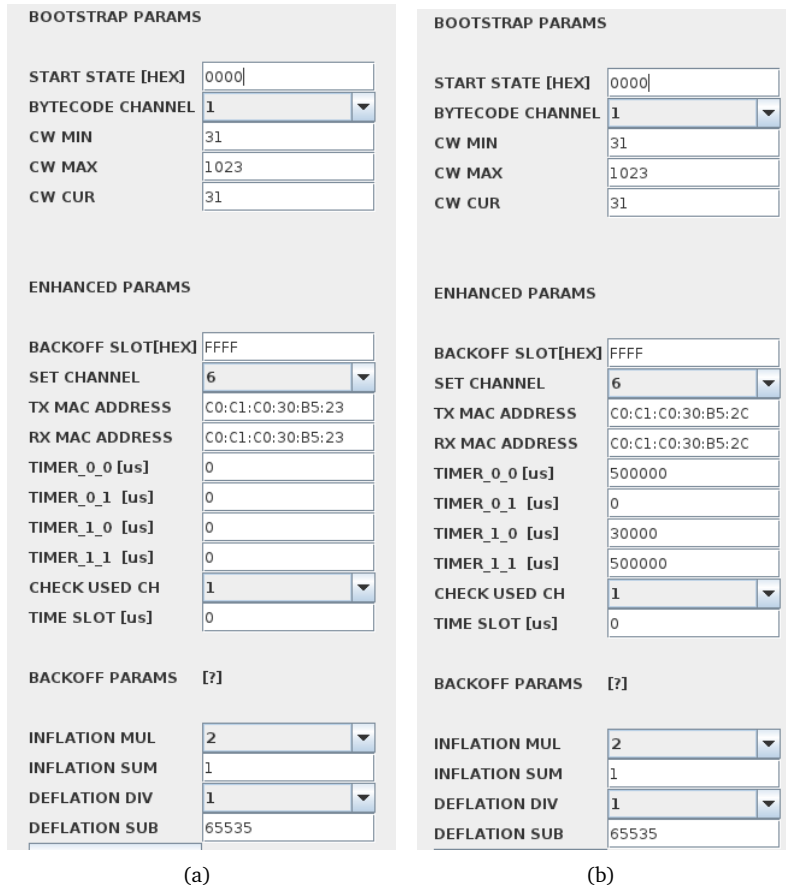 BOOTSTRAP PARAMS
START STATE [HEX] 0000
BYTECODE CHANNEL 1
CW MIN 31
CW MAX 1023
CW CUR 31
ENHANCED PARAMS
BACKOFF SLOT[HEX] FFFF
SET CHANNEL 6
TX MAC ADDRESS C0:C1:C0:30:B5:23
RX MAC ADDRESS C0:C1:C0:30:B5:23
TIMER_0_0 [us] 0
TIMER_0_1 [us] 0
TIMER_1_0 [us] 0
TIMER_1_1 [us] 0
CHECK USED CH 1
TIME SLOT [us] 0
BACKOFF PARAMS [?]
INFLATION MUL 2
INFLATION SUM 1
DEFLATION DIV 1
DEFLATION SUB 65535
(a)
BOOTSTRAP PARAMS
START STATE [HEX] 0000
BYTECODE CHANNEL 1
CW MIN 31
CW MAX 1023
CW CUR 31
ENHANCED PARAMS
BACKOFF SLOT[HEX] FFFF
SET CHANNEL 6
TX MAC ADDRESS C0:C1:C0:30:B5:2C
RX MAC ADDRESS C0:C1:C0:30:B5:2C
TIMER_0_0 [us] 500000
TIMER_0_1 [us] 0
TIMER_1_0 [us] 30000
TIMER_1_1 [us] 500000
CHECK USED CH 1
TIME SLOT [us] 0
BACKOFF PARAMS [?]
INFLATION MUL 2
INFLATION SUM 1
DEFLATION DIV 1
DEFLATION SUB 65535
(b)